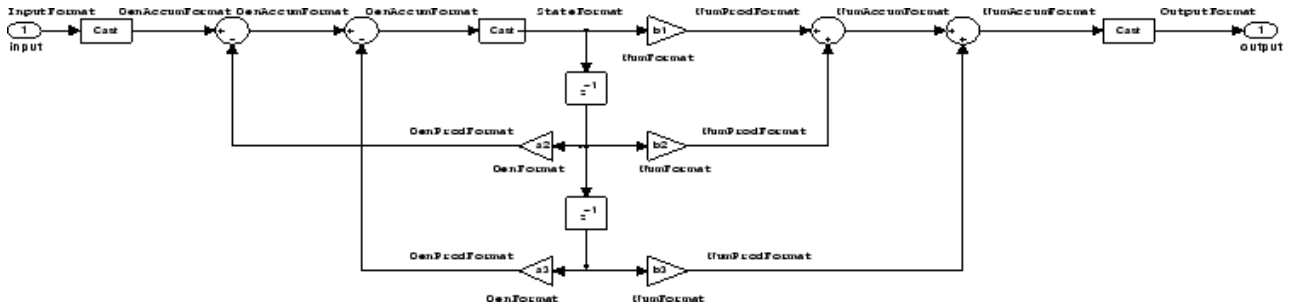 InputFormat DenAccumFormat DenAccumFormat DenAccumFormat StateFormat NumProdFormat NumAccumFormat NumAccumFormat OutputFormat
1 Cast + - + - Cast b1 + + + + Cast 1
input output
NumFormat
z-1
DenProdFormat NumProdFormat
a2 b2
DenFormat NumFormat
z-1
DenProdFormat NumProdFormat
a3 b3
DenFormat NumFormat